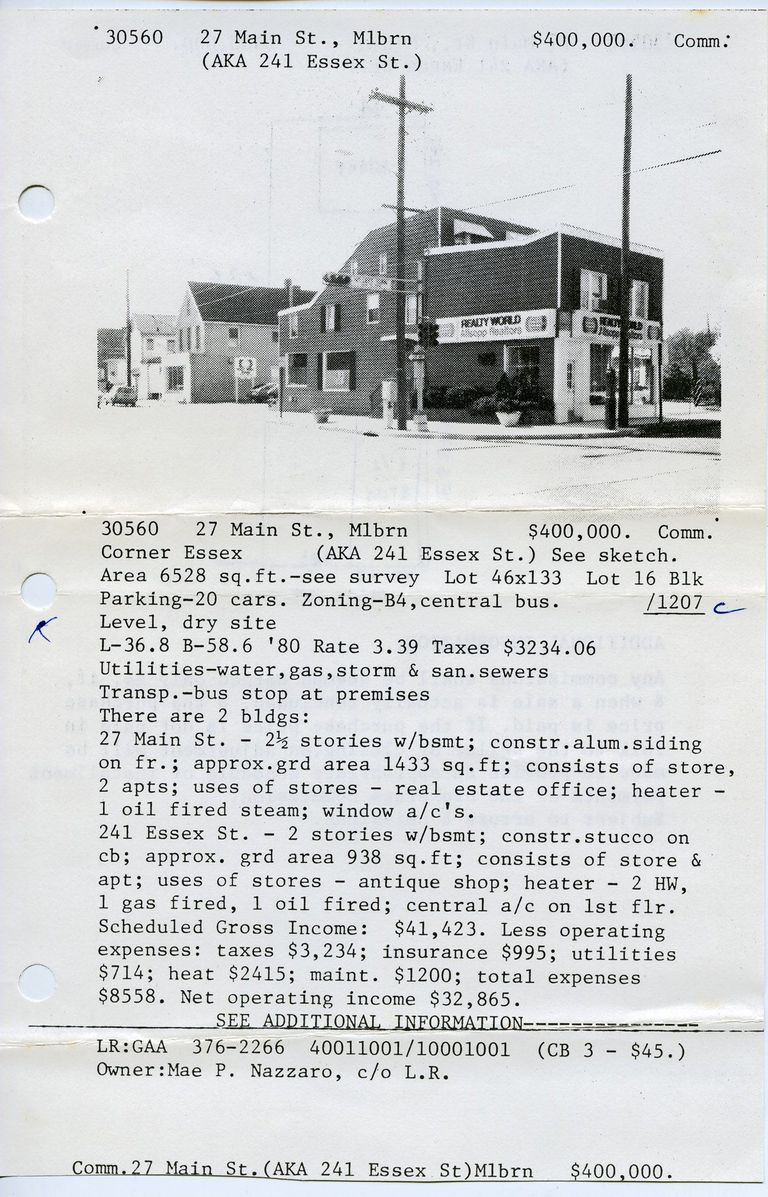 30560 27 Main St., Mlbrn $400,000. Comm.
(AKA 241 Essex St.)
REALTY WORLD
Allsopp Realtors
REALTY WORLD
Allsopp Realtors
30560 27 Main St., Mlbrn $400,000. Comm.
Corner Essex (AKA 241 Essex St.) See sketch.
Area 6528 sq.ft.-see survey Lot 46x133 Lot 16 Blk
Parking-20 cars. Zoning-B4,central bus. /1207
Level, dry site
L-36.8 B-58.6 '80 Rate 3.39 Taxes $3234.06
Utilities-water,gas,storm & san.sewers
Transp.-bus stop at premises
There are 2 bldgs:
27 Main St. - 2½ stories w/bsmt; constr.alum.siding
on fr.; approx.grd area 1433 sq.ft; consists of store,
2 apts; uses of stores - real estate office; heater -
1 oil fired steam; window a/c's.
241 Essex St. - 2 stories w/bsmt; constr.stucco on
cb; approx. grd area 938 sq.ft; consists of store &
apt; uses of stores - antique shop; heater - 2 HW,
1 gas fired, 1 oil fired; central a/c on 1st flr.
Scheduled Gross Income: $41,423. Less operating
expenses: taxes $3,234; insurance $995; utilities
$714; heat $2415; maint. $1200; total expenses
$8558. Net operating income $32,865.
SEE ADDITIONAL INFORMATION----------------
LR:GAA 376-2266 40011001/10001001 (CB 3 - $45.)
Owner:Mae P. Nazzaro, c/o L.R.
Comm.27 Main St.(AKA 241 Essex St)Mlbrn $400,000.